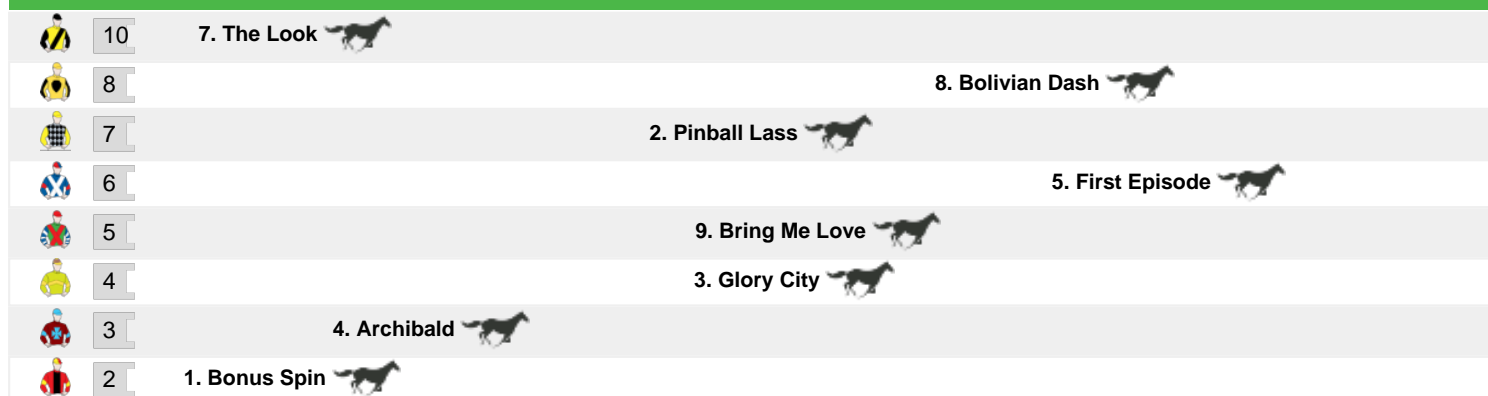 10 7. The Look
8 8. Bolivian Dash
7 2. Pinball Lass
6 5. First Episode
5 9. Bring Me Love
4 3. Glory City
3 4. Archibald
2 1. Bonus Spin